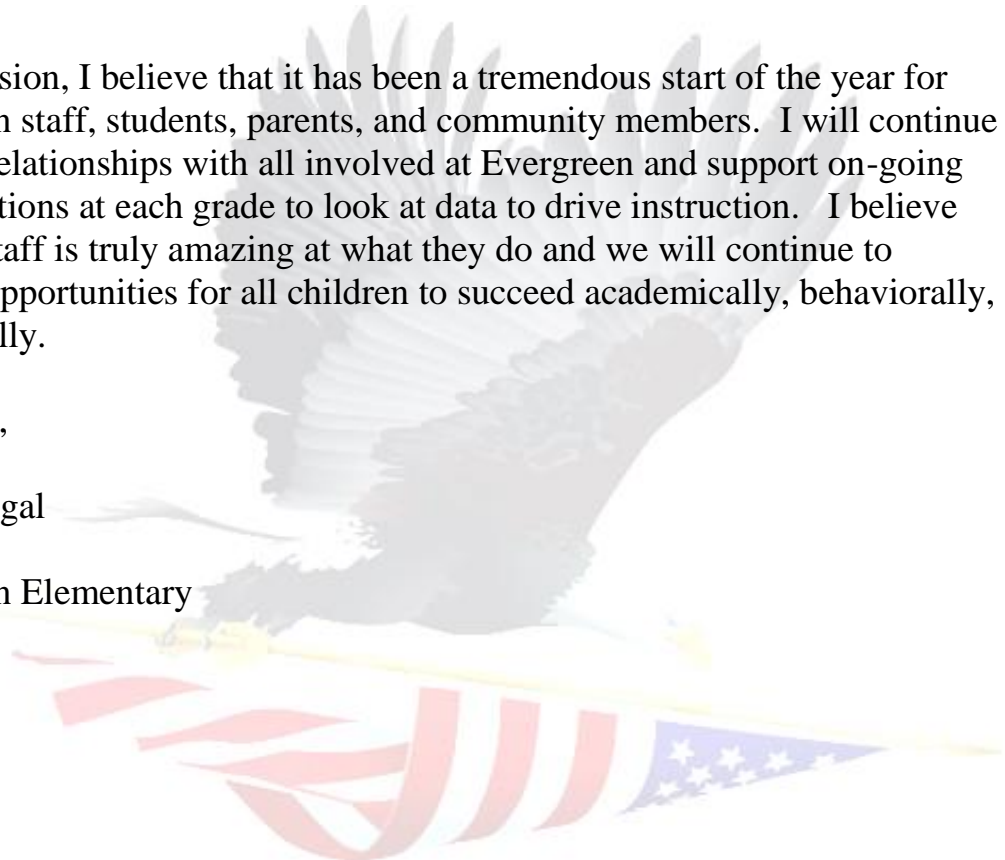 sion, I believe that it has been a tremendous start of the year for
n staff, students, parents, and community members.  I will continue
elationships with all involved at Evergreen and support on-going
tions at each grade to look at data to drive instruction.   I believe
taff is truly amazing at what they do and we will continue to
pportunities for all children to succeed academically, behaviorally,
lly.
,
gal
n Elementary